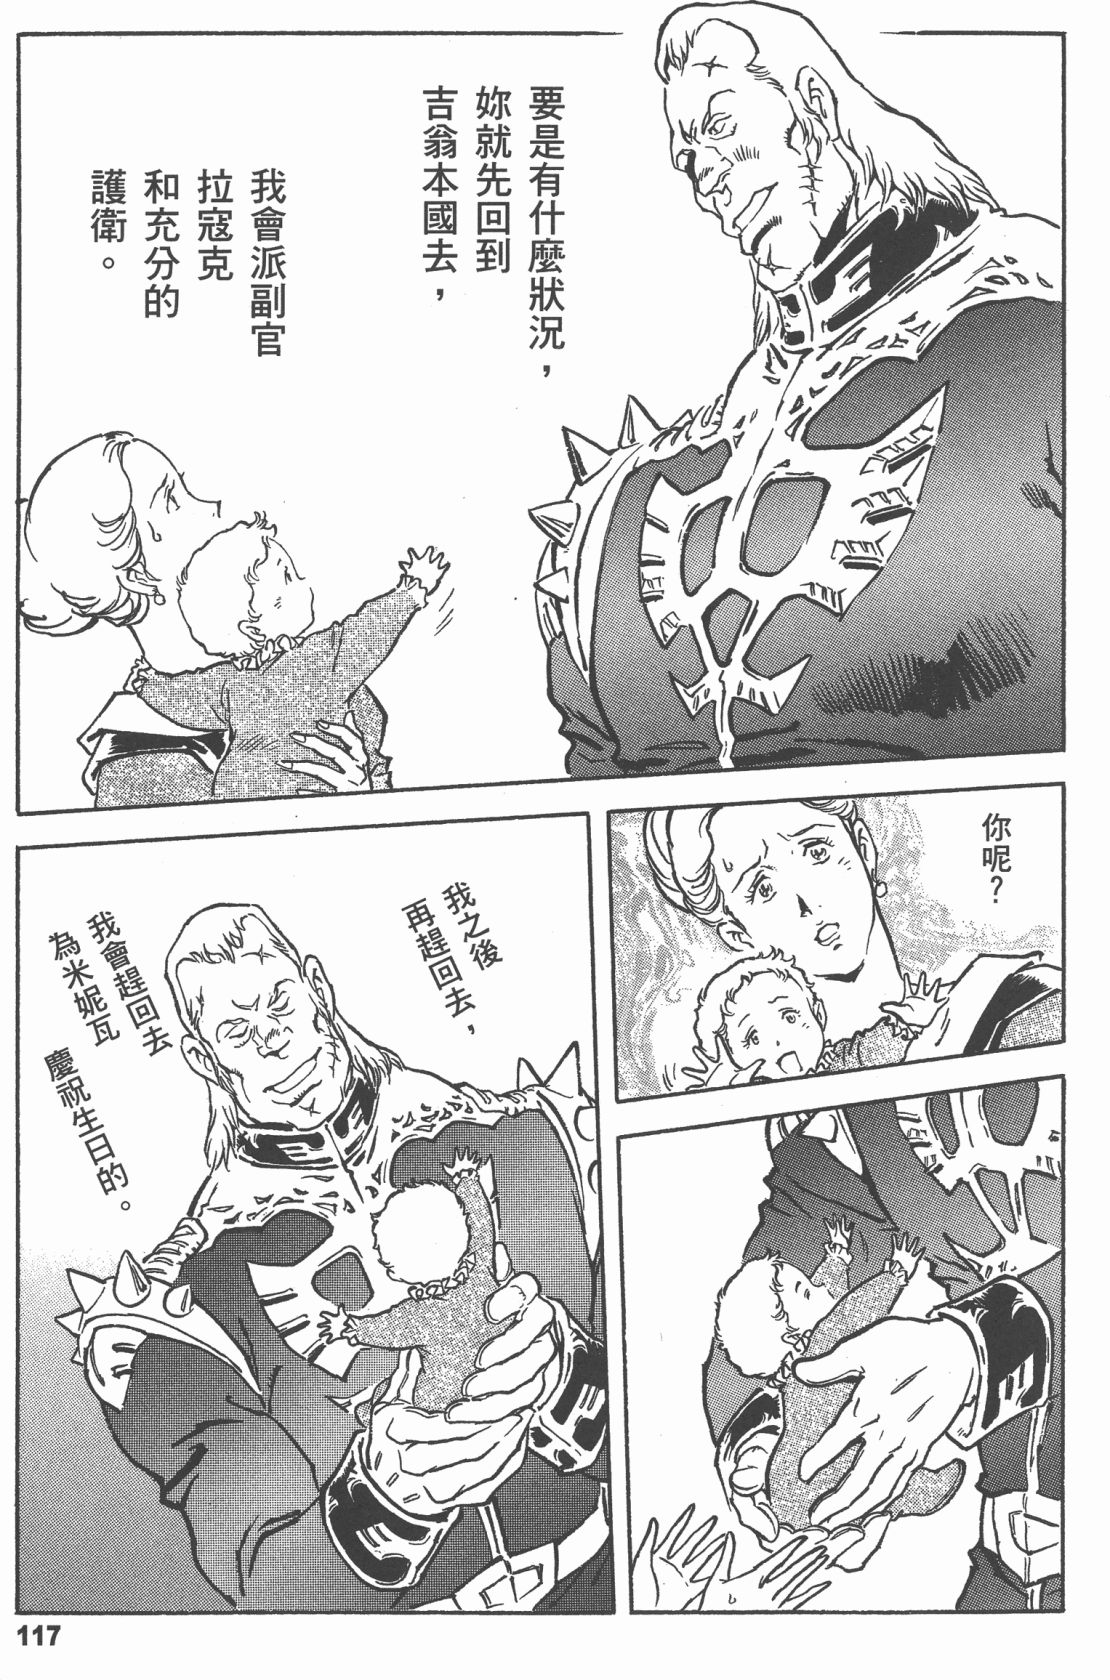 要是有什麼狀況，
妳就先回到
吉翁本國去，
我會派副官
拉寇克
和充分的
護衛。
你呢？
我之後
再趕回去，
我會趕回去
為米妮瓦
慶祝生日的。
117